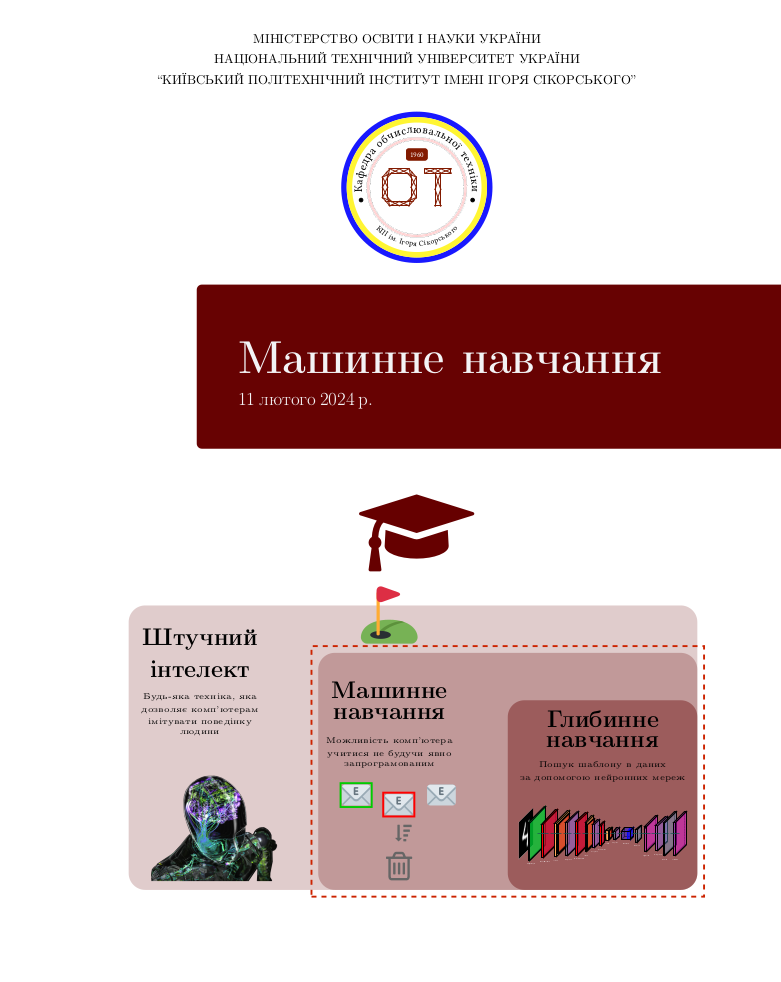 МІНІСТЕРСТВО ОСВІТИ І НАУКИ УКРАЇНИ
НАЦІОНАЛЬНИЙ ТЕХНІЧНИЙ УНІВЕРСИТЕТ УКРАЇНИ
“КИЇВСЬКИЙ ПОЛІТЕХНІЧНИЙ ІНСТИТУТ ІМЕНІ ІГОРЯ СІКОРСЬКОГО”
Кафедра обчислювальної техніки
1960
ОТ
КПІ ім. Ігоря Сікорського
Машинне навчання
11 лютого 2024 р.
Штучний
інтелект
Будь-яка техніка, яка
дозволяє комп'ютерам
імітувати поведінку
людини
Машинне
навчання
Можливість комп'ютера
учитися не будучи явно
запрограмованим
E
E
E
Глибинне
навчання
Пошук шаблону в даних
за допомогою нейронних мереж